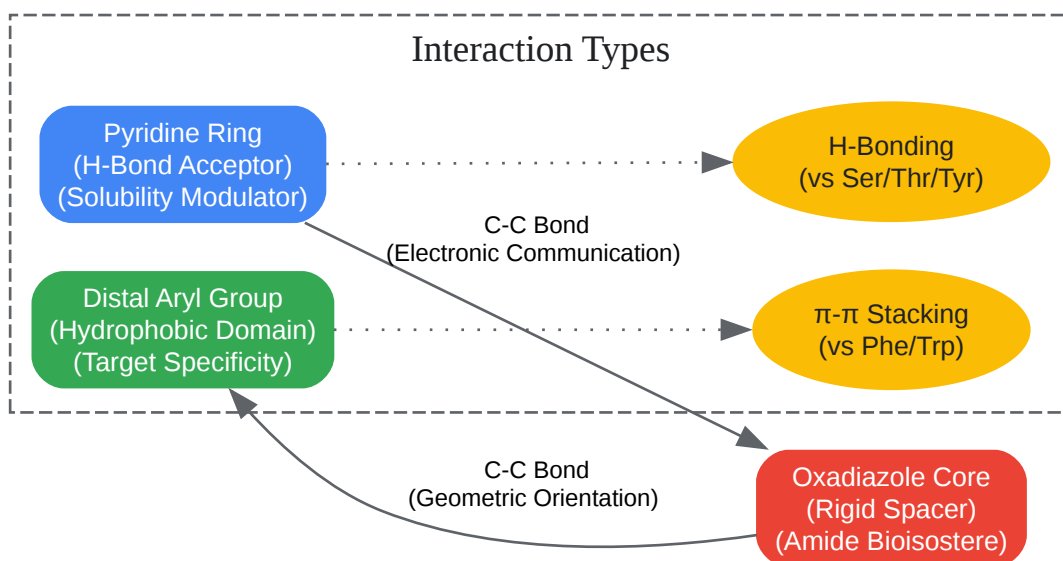 Interaction Types
Pyridine Ring
(H-Bond Acceptor)
(Solubility Modulator)
H-Bonding
(vs Ser/Thr/Tyr)
C-C Bond
(Electronic Communication)
Distal Aryl Group
(Hydrophobic Domain)
(Target Specificity)
π-π Stacking
(vs Phe/Trp)
C-C Bond
(Geometric Orientation)
Oxadiazole Core
(Rigid Spacer)
(Amide Bioisostere)